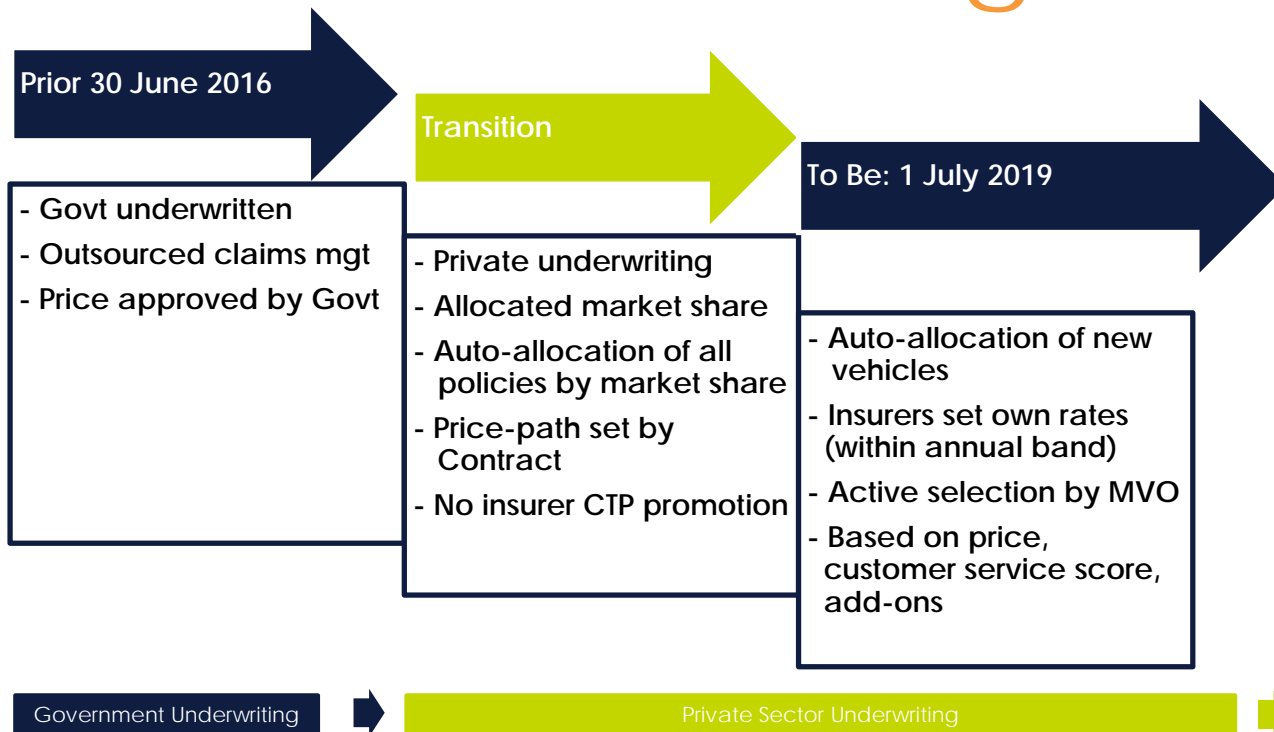 Prior 30 June 2016
- Govt underwritten
- Outsourced claims mgt
- Price approved by Govt
Transition
- Private underwriting
- Allocated market share
- Auto-allocation of all
policies by market share
- Price-path set by
Contract
- No insurer CTP promotion
To Be: 1 July 2019
- Auto-allocation of new
vehicles
- Insurers set own rates
(within annual band)
- Active selection by MVO
- Based on price,
customer service score,
add-ons
Government Underwriting
Private Sector Underwriting